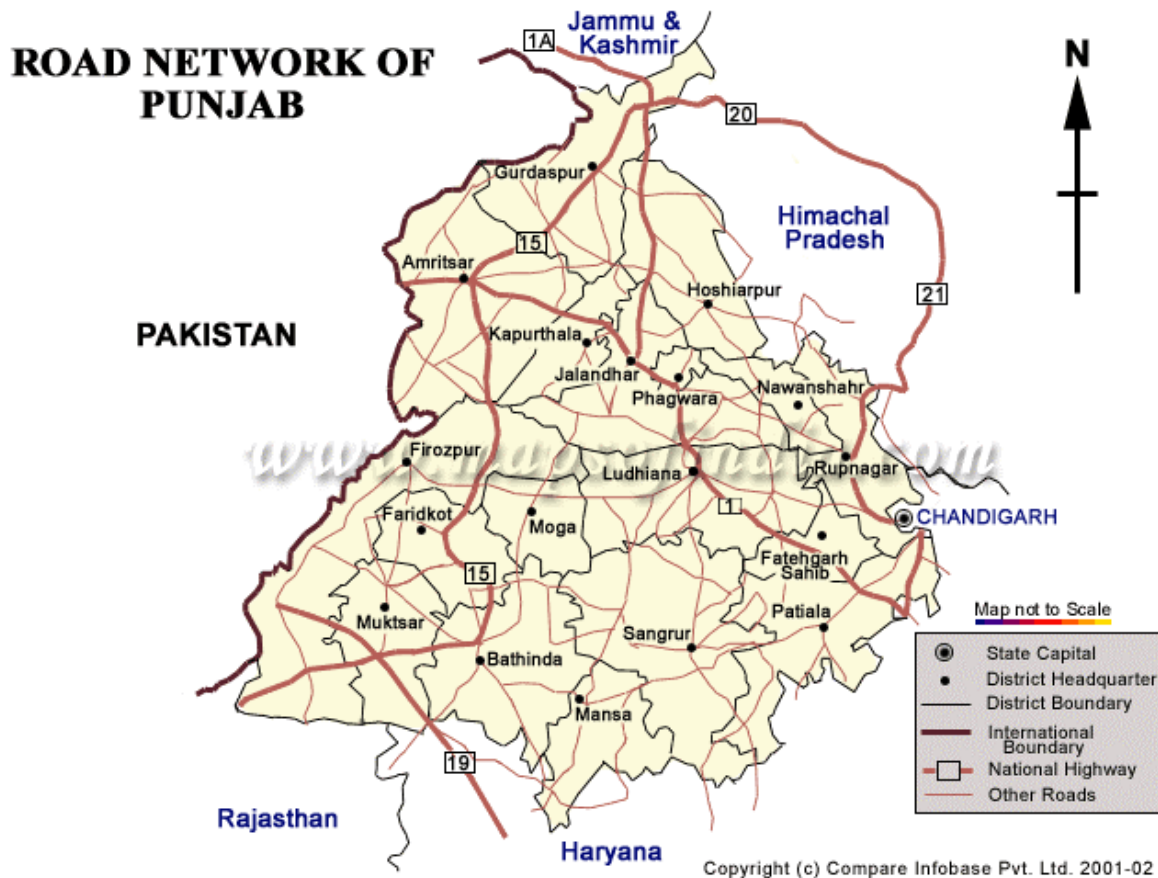 ROAD NETWORK OF
PUNJAB
Jammu &
Kashmir
1A
N
20
Gurdaspur
Himachal
Pradesh
15
Amritsar
Hoshiarpur
21
PAKISTAN
Kapurthala
Jalandhar
Phagwara
Nawanshahr
www.mapsofindia.com
Firozpur
Ludhiana
Rupnagar
Faridkot
Moga
1
CHANDIGARH
Fatehgarh
Sahib
15
Muktsar
Patiala
Sangrur
Bathinda
Mansa
19
Rajasthan
Haryana
Map not to Scale
State Capital
District Headquarter
District Boundary
International
Boundary
National Highway
Other Roads
Copyright (c) Compare Infobase Pvt. Ltd. 2001-02